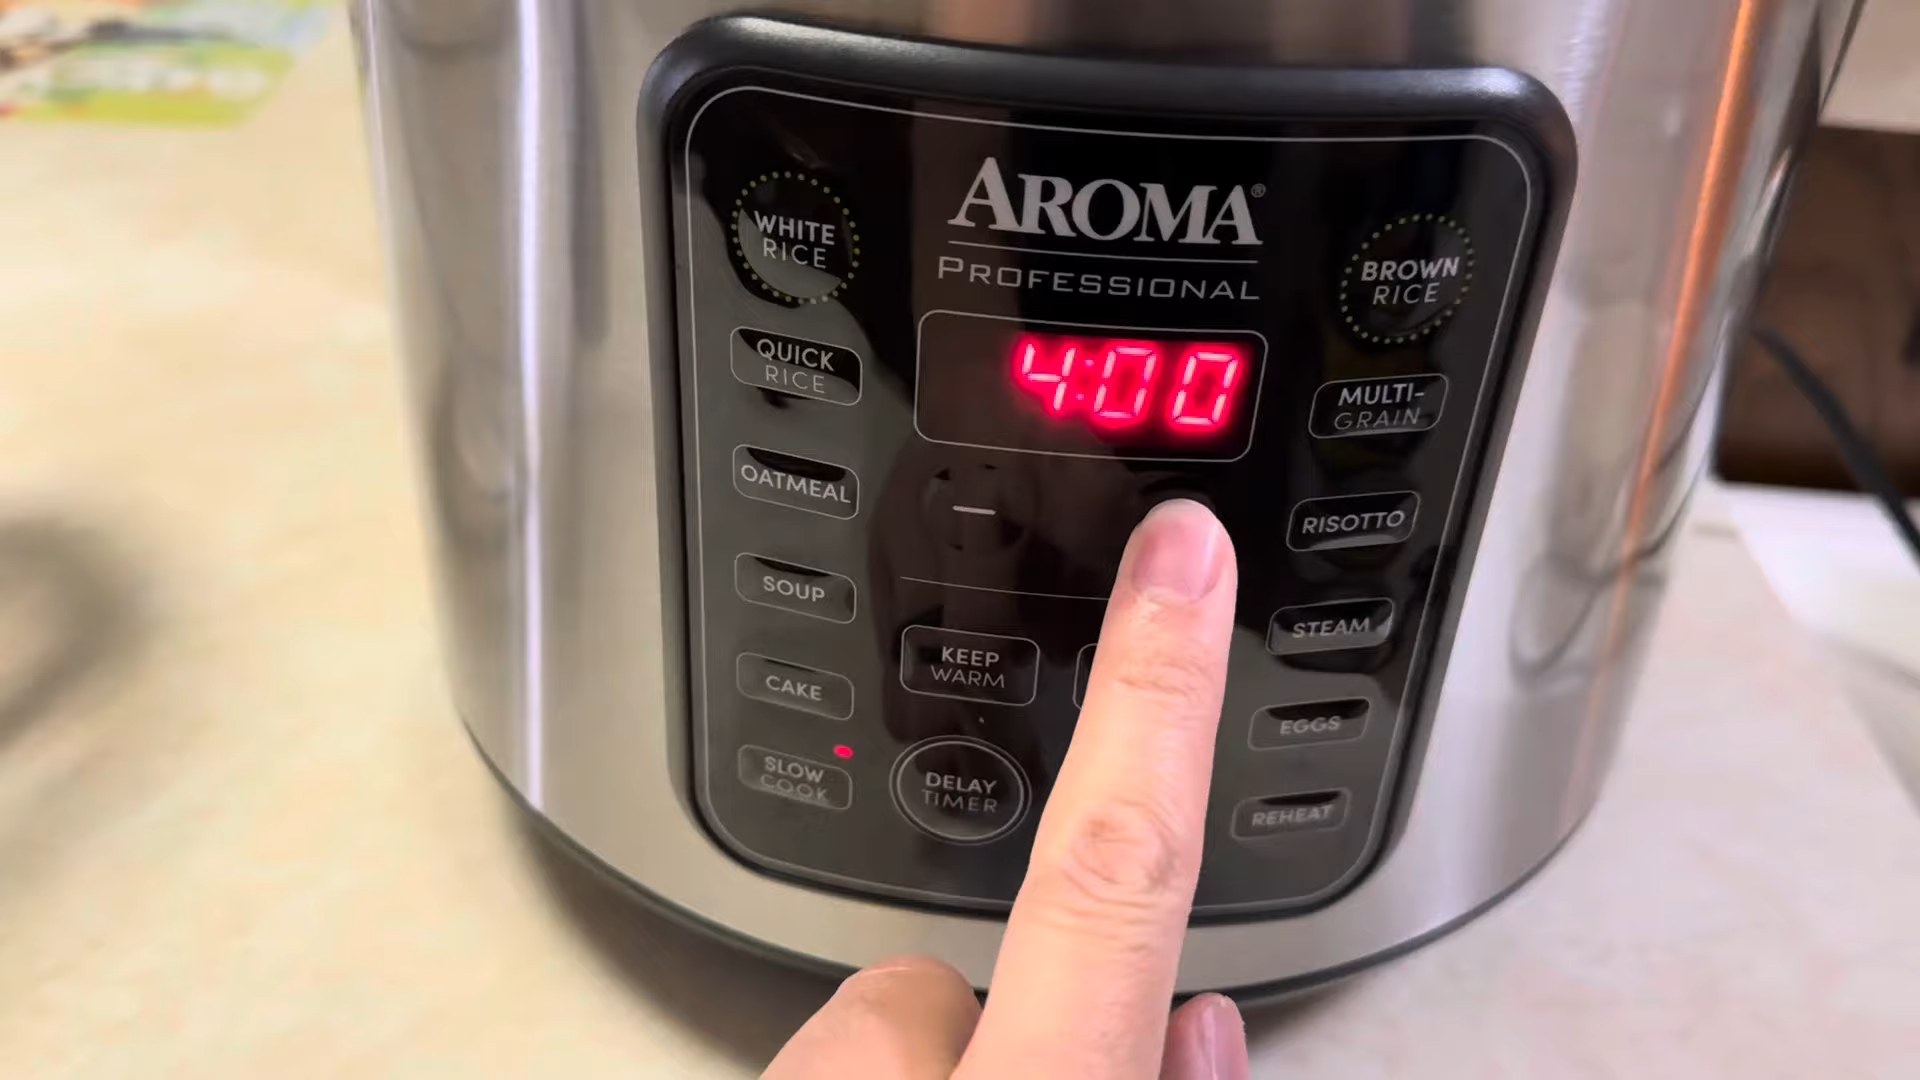 AROMA®
PROFESSIONAL
WHITE
RICE
BROWN
RICE
4:00
QUICK
RICE
MULTI-
GRAIN
OATMEAL
–
RISOTTO
SOUP
STEAM
KEEP
WARM
CAKE
EGGS
SLOW
COOK
DELAY
TIMER
REHEAT